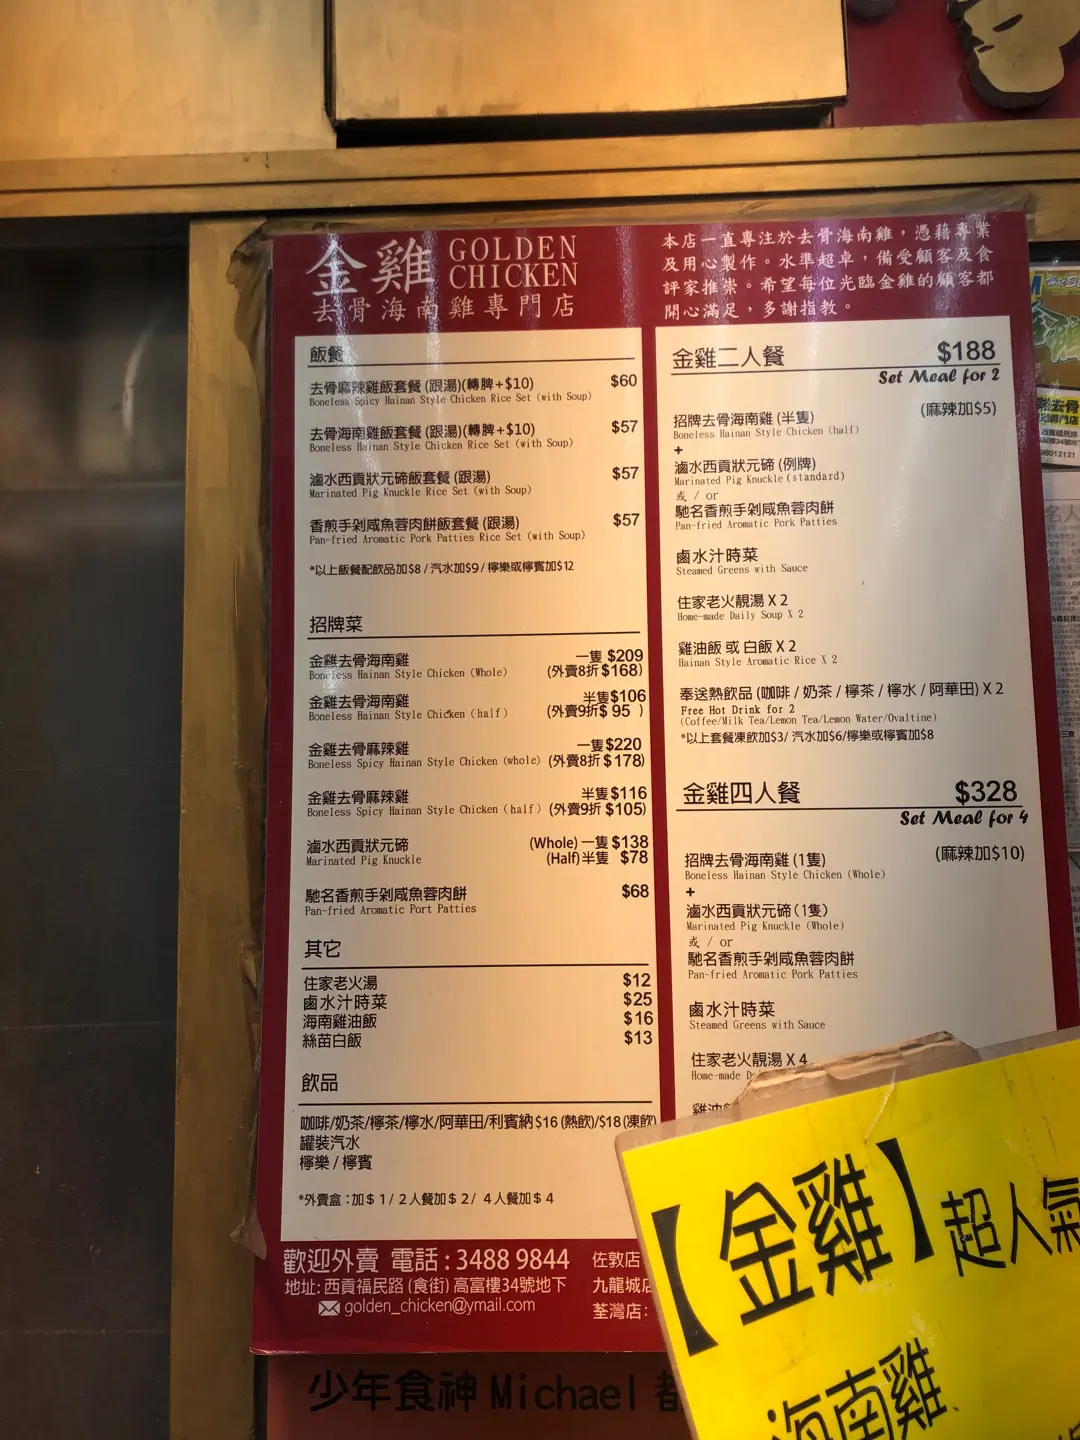 金雞 GOLDEN CHICKEN
去骨海南雞專門店
本店一直專注於去骨海南雞，憑藉專業
及用心製作。水準超卓，備受顧客及食
評家推崇。希望每位光臨金雞的顧客都
開心滿足，多謝指教。
飯餐
去骨麻辣雞飯套餐 (跟湯)(轉脾+$10) $60
Boneless Spicy Hainan Style Chicken Rice Set (with Soup)
去骨海南雞飯套餐 (跟湯)(轉脾+$10) $57
Boneless Hainan Style Chicken Rice Set (with Soup)
滷水西貢狀元蹄飯套餐 (跟湯) $57
Marinated Pig Knuckle Rice Set (with Soup)
香煎手剁咸魚蓉肉餅飯套餐 (跟湯) $57
Pan-fried Aromatic Pork Patties Rice Set (with Soup)
*以上飯餐配飲品加$8 / 汽水加$9 / 檸樂或檸賓加$12
招牌菜
金雞去骨海南雞 一隻 $209
Boneless Hainan Style Chicken (Whole) (外賣8折 $168)
金雞去骨海南雞 半隻$106
Boneless Hainan Style Chicken (half) (外賣9折$ 95 )
金雞去骨麻辣雞 一隻$220
Boneless Spicy Hainan Style Chicken (whole) (外賣8折 $178)
金雞去骨麻辣雞 半隻$116
Boneless Spicy Hainan Style Chicken (half) (外賣9折 $105)
滷水西貢狀元蹄 (Whole) 一隻 $138
Marinated Pig Knuckle (Half) 半隻 $78
馳名香煎手剁咸魚蓉肉餅 $68
Pan-fried Aromatic Port Patties
其它
住家老火湯 $12
鹵水汁時菜 $25
海南雞油飯 $16
絲苗白飯 $13
飲品
咖啡/奶茶/檸茶/檸水/阿華田/利賓納$16 (熱飲)/$18 (凍飲)
罐裝汽水
檸樂 / 檸賓
*外賣盒：加$ 1 / 2人餐加$ 2 / 4人餐加$ 4
金雞二人餐 $188
Set Meal for 2
(麻辣加$5)
招牌去骨海南雞 (半隻)
Boneless Hainan Style Chicken (half)
+
滷水西貢狀元蹄 (例牌)
Marinated Pig Knuckle (standard)
或 / or
馳名香煎手剁咸魚蓉肉餅
Pan-fried Aromatic Pork Patties
鹵水汁時菜
Steamed Greens with Sauce
住家老火靚湯 X 2
Home-made Daily Soup X 2
雞油飯 或 白飯 X 2
Hainan Style Aromatic Rice X 2
奉送熱飲品 (咖啡 / 奶茶 / 檸茶 / 檸水 / 阿華田) X 2
Free Hot Drink for 2
(Coffee/Milk Tea/Lemon Tea/Lemon Water/Ovaltine)
*以上套餐凍飲加$3/ 汽水加$6/檸樂或檸賓加$8
金雞四人餐 $328
Set Meal for 4
(麻辣加$10)
招牌去骨海南雞 (1隻)
Boneless Hainan Style Chicken (Whole)
+
滷水西貢狀元蹄 (1隻)
Marinated Pig Knuckle (Whole)
或 / or
馳名香煎手剁咸魚蓉肉餅
Pan-fried Aromatic Pork Patties
鹵水汁時菜
Steamed Greens with Sauce
住家老火靚湯 X 4
Home-made
雞油
歡迎外賣 電話 : 3488 9844
地址: 西貢福民路 (食街) 高富樓34號地下
golden_chicken@ymail.com
佐敦店
九龍城店
荃灣店：
少年食神 Michael
【金雞】超人氣
海南雞